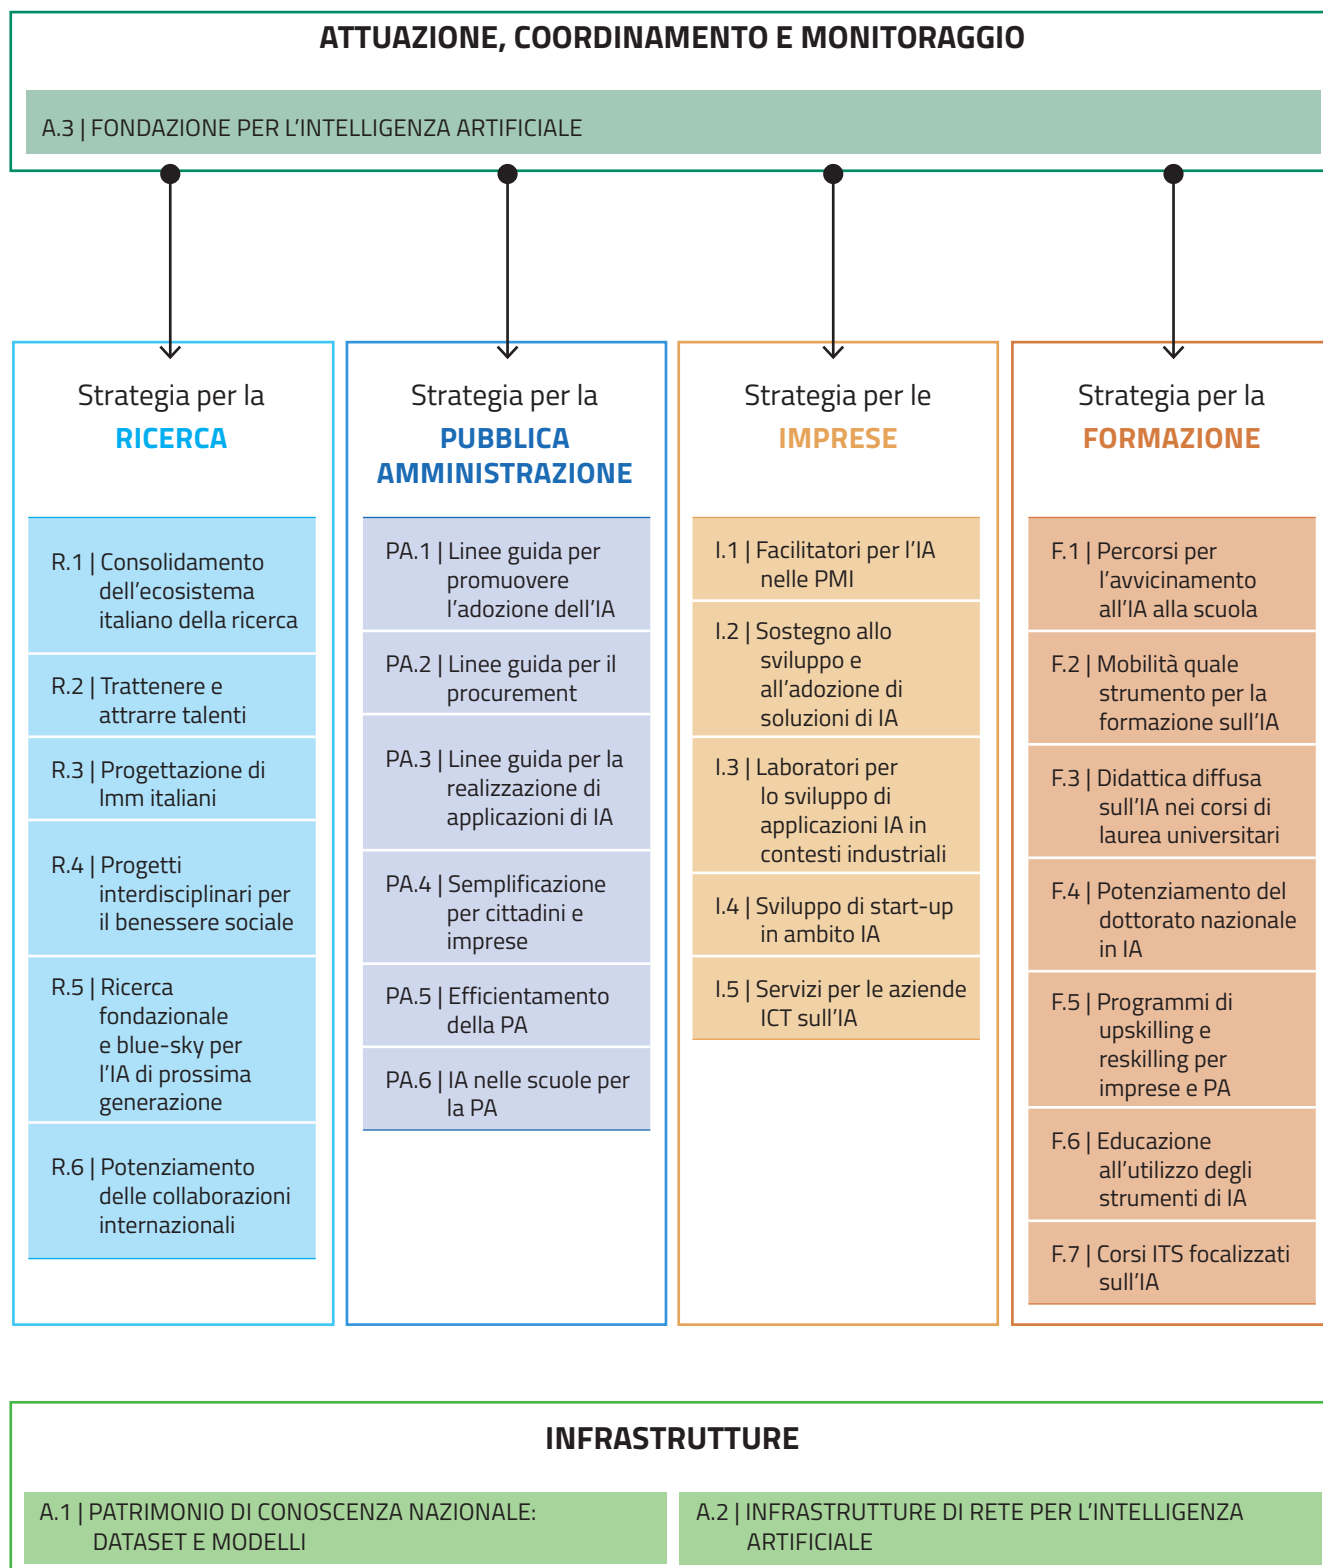 ATTUAZIONE, COORDINAMENTO E MONITORAGGIO
A.3 | FONDAZIONE PER L'INTELLIGENZA ARTIFICIALE
Strategia per la
RICERCA
R.1 | Consolidamento
dell'ecosistema
italiano della ricerca
R.2 | Trattenere e
attrarre talenti
R.3 | Progettazione di
lmm italiani
R.4 | Progetti
interdisciplinari per
il benessere sociale
R.5 | Ricerca
fondazionale
e blue-sky per
l'IA di prossima
generazione
R.6 | Potenziamento
delle collaborazioni
internazionali
Strategia per la
PUBBLICA
AMMINISTRAZIONE
PA.1 | Linee guida per
promuovere
l'adozione dell'IA
PA.2 | Linee guida per il
procurement
PA.3 | Linee guida per la
realizzazione di
applicazioni di IA
PA.4 | Semplificazione
per cittadini e
imprese
PA.5 | Efficientamento
della PA
PA.6 | IA nelle scuole per
la PA
Strategia per le
IMPRESE
I.1 | Facilitatori per l'IA
nelle PMI
I.2 | Sostegno allo
sviluppo e
all'adozione di
soluzioni di IA
I.3 | Laboratori per
lo sviluppo di
applicazioni IA in
contesti industriali
I.4 | Sviluppo di start-up
in ambito IA
I.5 | Servizi per le aziende
ICT sull'IA
Strategia per la
FORMAZIONE
F.1 | Percorsi per
l'avvicinamento
all'IA alla scuola
F.2 | Mobilità quale
strumento per la
formazione sull'IA
F.3 | Didattica diffusa
sull'IA nei corsi di
laurea universitari
F.4 | Potenziamento del
dottorato nazionale
in IA
F.5 | Programmi di
upskilling e
reskilling per
imprese e PA
F.6 | Educazione
all'utilizzo degli
strumenti di IA
F.7 | Corsi ITS focalizzati
sull'IA
INFRASTRUTTURE
A.1 | PATRIMONIO DI CONOSCENZA NAZIONALE:
DATASET E MODELLI
A.2 | INFRASTRUTTURE DI RETE PER L'INTELLIGENZA
ARTIFICIALE